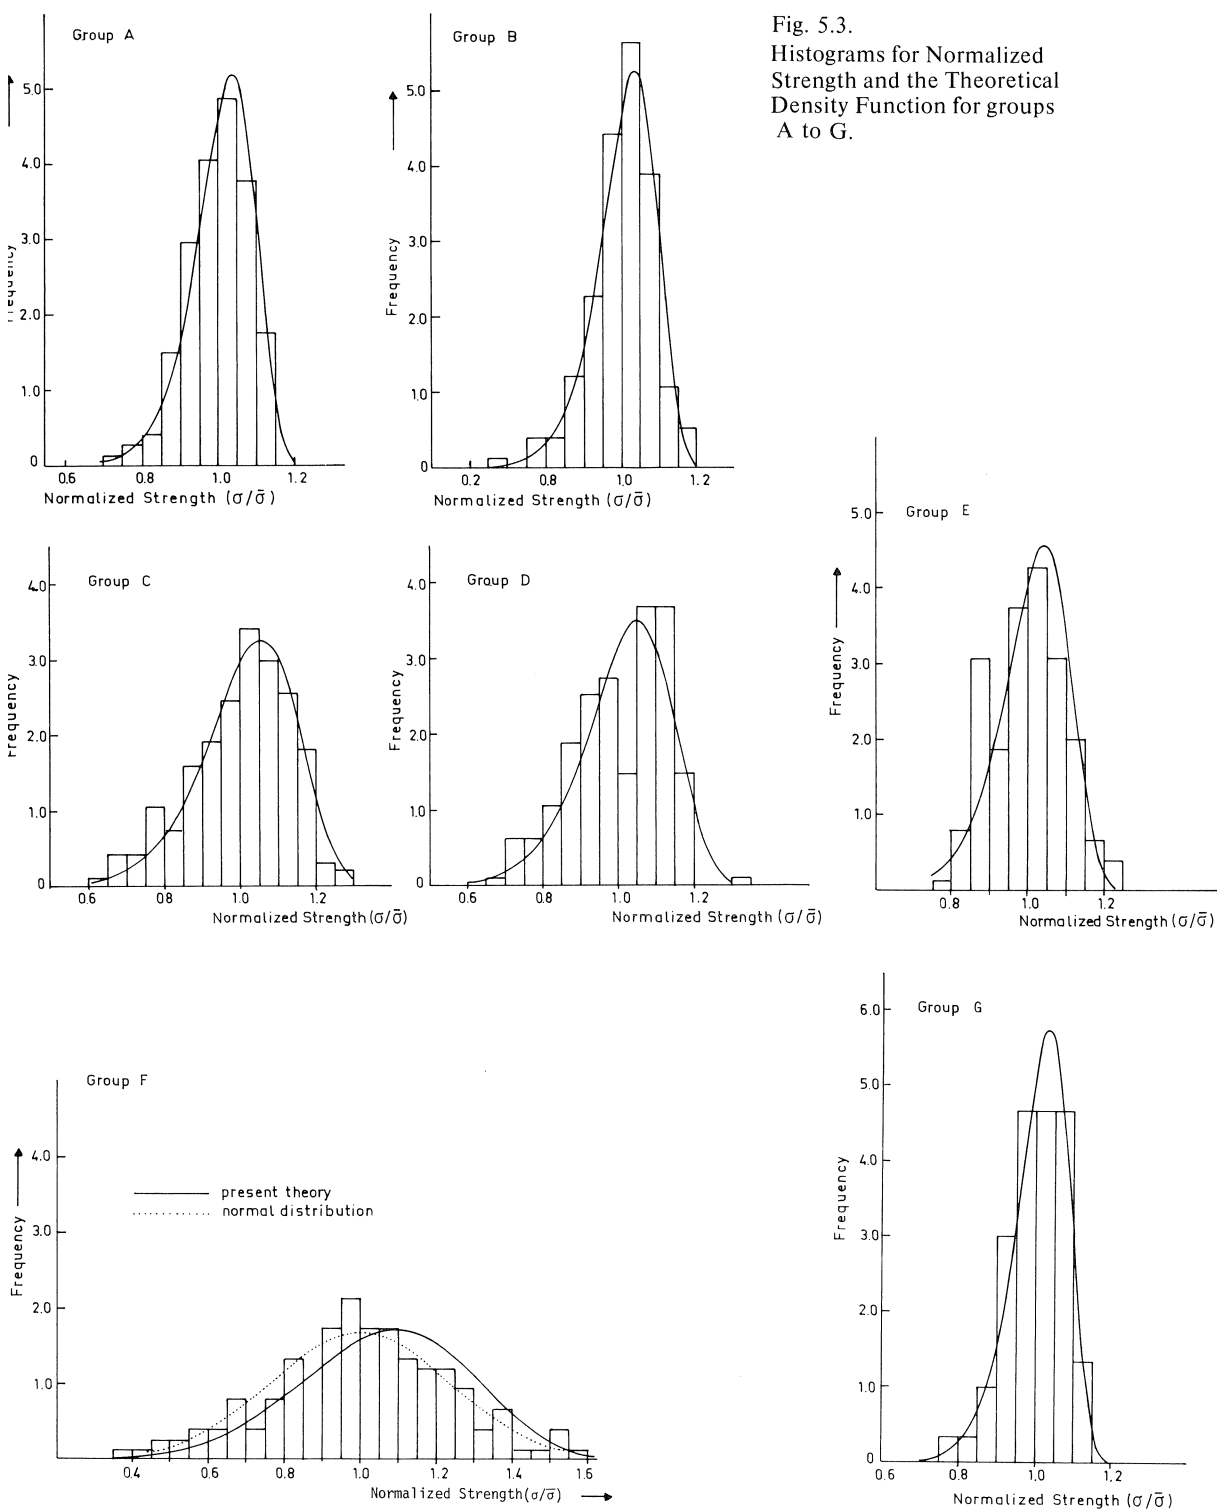 Fig. 5.3.
Histograms for Normalized
Strength and the Theoretical
Density Function for groups
A to G.
Group A
5.0
4.0
3.0
2.0
1.0
0
0.6 0.8 1.0 1.2
Normalized Strength (σ/σ̄)
Group B
Frequency
5.0
4.0
3.0
2.0
1.0
0
0.2 0.8 1.0 1.2
Normalized Strength (σ/σ̄)
Group C
Frequency
4.0
3.0
2.0
1.0
0
0.6 0.8 1.0 1.2
Normalized Strength (σ/σ̄)
Group D
Frequency
4.0
3.0
2.0
1.0
0
0.6 0.8 1.0 1.2
Normalized Strength (σ/σ̄)
Group E
Frequency
5.0
4.0
3.0
2.0
1.0
0.8 1.0 1.2
Normalized Strength (σ/σ̄)
Group F
Frequency
4.0
3.0
2.0
1.0
present theory
normal distribution
0.4 0.6 0.8 1.0 1.2 1.4 1.6
Normalized Strength (σ/σ̄)
Group G
Frequency
6.0
5.0
4.0
3.0
2.0
1.0
0
0.6 0.8 1.0 1.2
Normalized Strength (σ/σ̄)